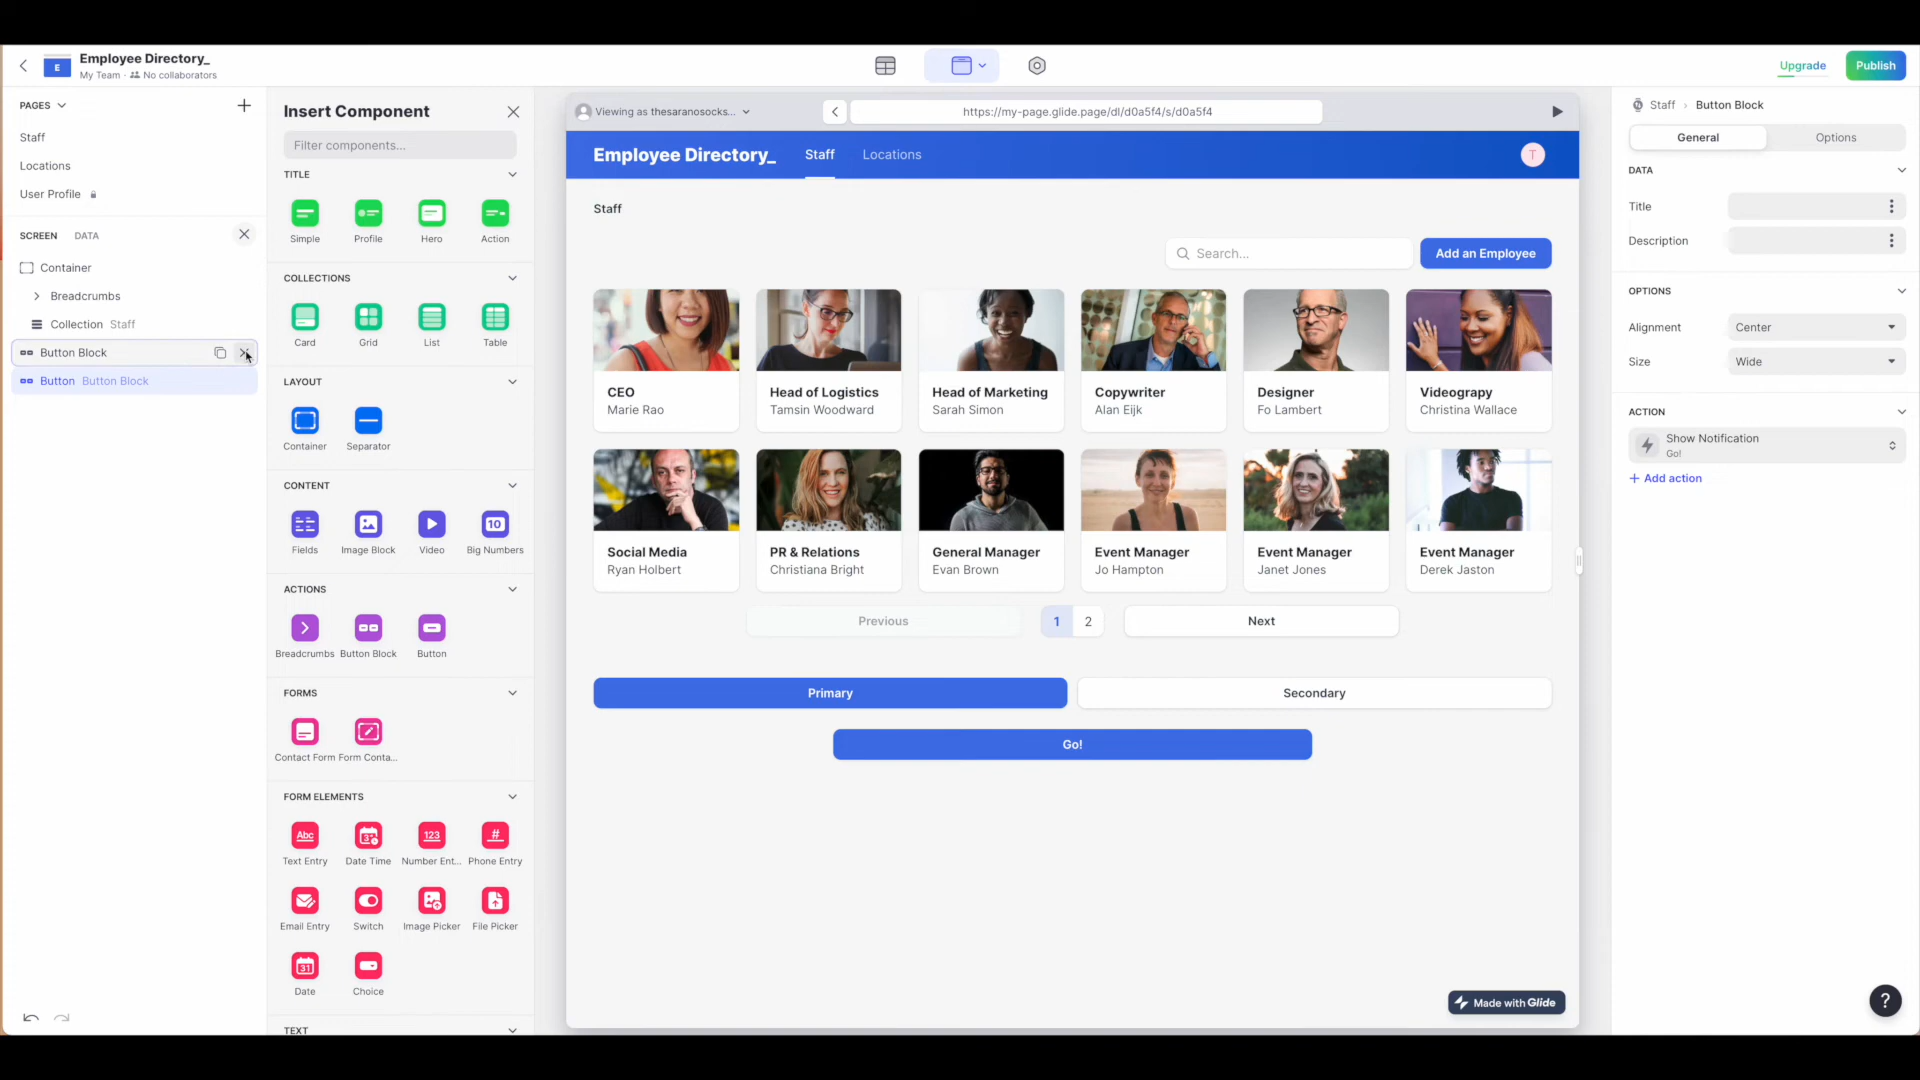 E
Employee Directory_
My Team · No collaborators
Upgrade
Publish
PAGES
Staff
Locations
User Profile
SCREEN
DATA
Container
Breadcrumbs
Collection Staff
Button Block
Button Button Block
Insert Component
Filter components...
TITLE
Simple
Profile
Hero
Action
COLLECTIONS
Card
Grid
List
Table
LAYOUT
Container
Separator
CONTENT
10
Fields
Image Block
Video
Big Numbers
ACTIONS
Breadcrumbs
Button Block
Button
FORMS
Contact Form
Form Conta...
FORM ELEMENTS
Abc
123
#
Text Entry
Date Time
Number Ent...
Phone Entry
Email Entry
Switch
Image Picker
File Picker
31
Date
Choice
TEXT
Viewing as thesaranosocks...
https://my-page.glide.page/dl/d0a5f4/s/d0a5f4
Employee Directory_
Staff
Locations
T
Staff
Search...
Add an Employee
CEO
Marie Rao
Head of Logistics
Tamsin Woodward
Head of Marketing
Sarah Simon
Copywriter
Alan Eijk
Designer
Fo Lambert
Videograpy
Christina Wallace
Social Media
Ryan Holbert
PR & Relations
Christiana Bright
General Manager
Evan Brown
Event Manager
Jo Hampton
Event Manager
Janet Jones
Event Manager
Derek Jaston
Previous
1
2
Next
Primary
Secondary
Go!
Made with Glide
Staff › Button Block
General
Options
DATA
Title
Description
OPTIONS
Alignment
Center
Size
Wide
ACTION
Show Notification
Go!
+ Add action
?